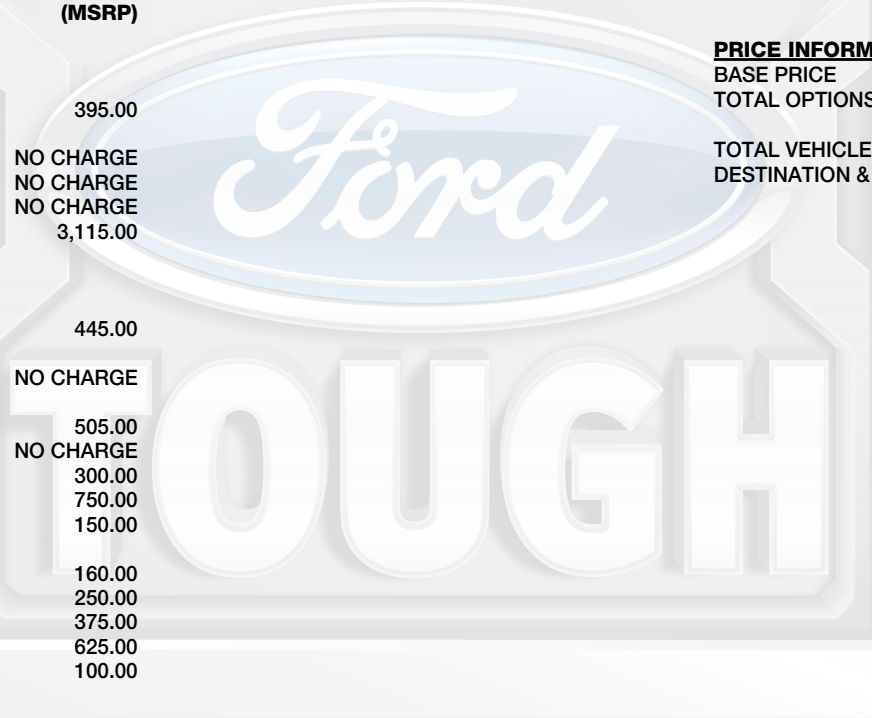 (MSRP)
395.00
NO CHARGE
NO CHARGE
NO CHARGE
3,115.00
445.00
NO CHARGE
505.00
NO CHARGE
300.00
750.00
150.00
160.00
250.00
375.00
625.00
100.00
PRICE INFORM
BASE PRICE
TOTAL OPTIONS
TOTAL VEHICLE
DESTINATION &
Ford
TOUGH